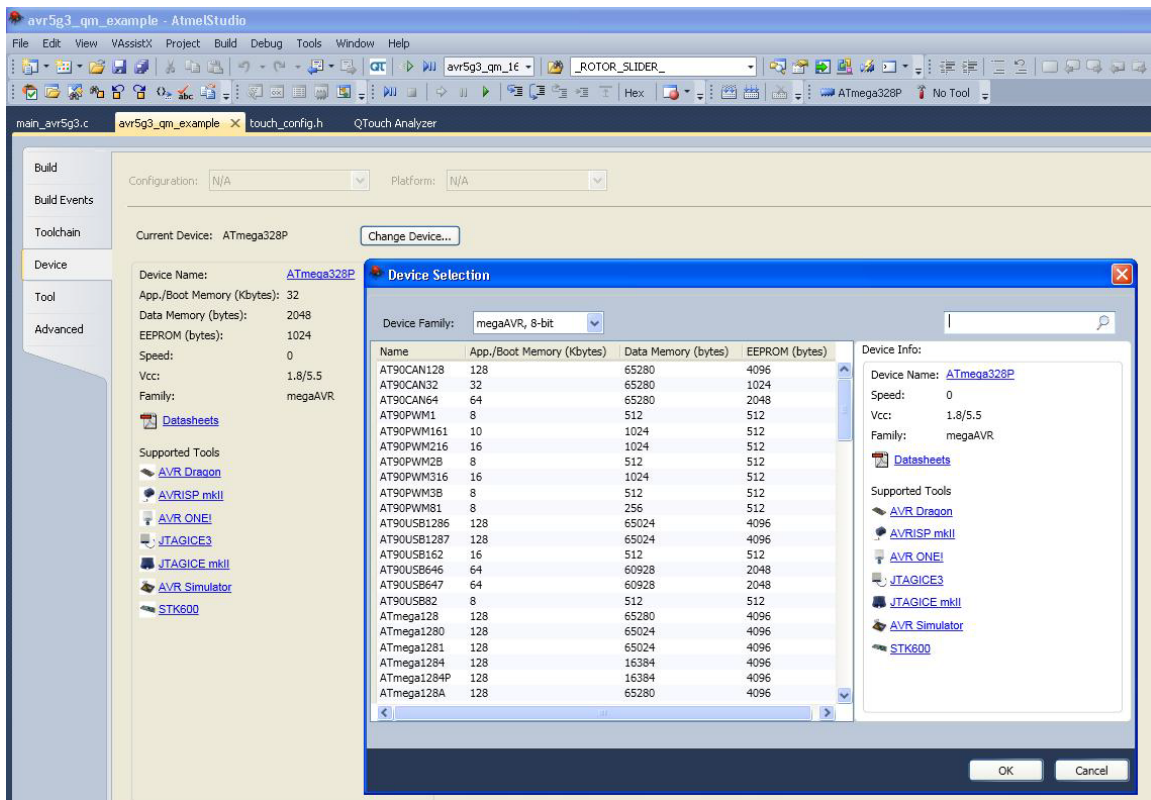 avr5g3_qm_example - AtmelStudio
File Edit View VAssistX Project Build Debug Tools Window Help
avr5g3_qm_16 _ROTOR_SLIDER_
Hex ATmega328P No Tool
main_avr5g3.c avr5g3_qm_example touch_config.h QTouch Analyzer
Build
Build Events
Toolchain
Device
Tool
Advanced
Configuration: N/A Platform: N/A
Current Device: ATmega328P Change Device...
Device Name: ATmega328P
App./Boot Memory (Kbytes): 32
Data Memory (bytes): 2048
EEPROM (bytes): 1024
Speed: 0
Vcc: 1.8/5.5
Family: megaAVR
Datasheets
Supported Tools
AVR Dragon
AVRISP mkII
AVR ONE!
JTAGICE3
JTAGICE mkII
AVR Simulator
STK600
Device Selection
Device Family: megaAVR, 8-bit
Name App./Boot Memory (Kbytes) Data Memory (bytes) EEPROM (bytes)
AT90CAN128 128 65280 4096
AT90CAN32 32 65280 1024
AT90CAN64 64 65280 2048
AT90PWM1 8 512 512
AT90PWM161 10 1024 512
AT90PWM216 16 1024 512
AT90PWM2B 8 512 512
AT90PWM316 16 1024 512
AT90PWM3B 8 512 512
AT90PWM81 8 256 512
AT90USB1286 128 65024 4096
AT90USB1287 128 65024 4096
AT90USB162 16 512 512
AT90USB646 64 60928 2048
AT90USB647 64 60928 2048
AT90USB82 8 512 512
ATmega128 128 65280 4096
ATmega1280 128 65024 4096
ATmega1281 128 65024 4096
ATmega1284 128 16384 4096
ATmega1284P 128 16384 4096
ATmega128A 128 65280 4096
Device Info:
Device Name: ATmega328P
Speed: 0
Vcc: 1.8/5.5
Family: megaAVR
Datasheets
Supported Tools
AVR Dragon
AVRISP mkII
AVR ONE!
JTAGICE3
JTAGICE mkII
AVR Simulator
STK600
OK Cancel